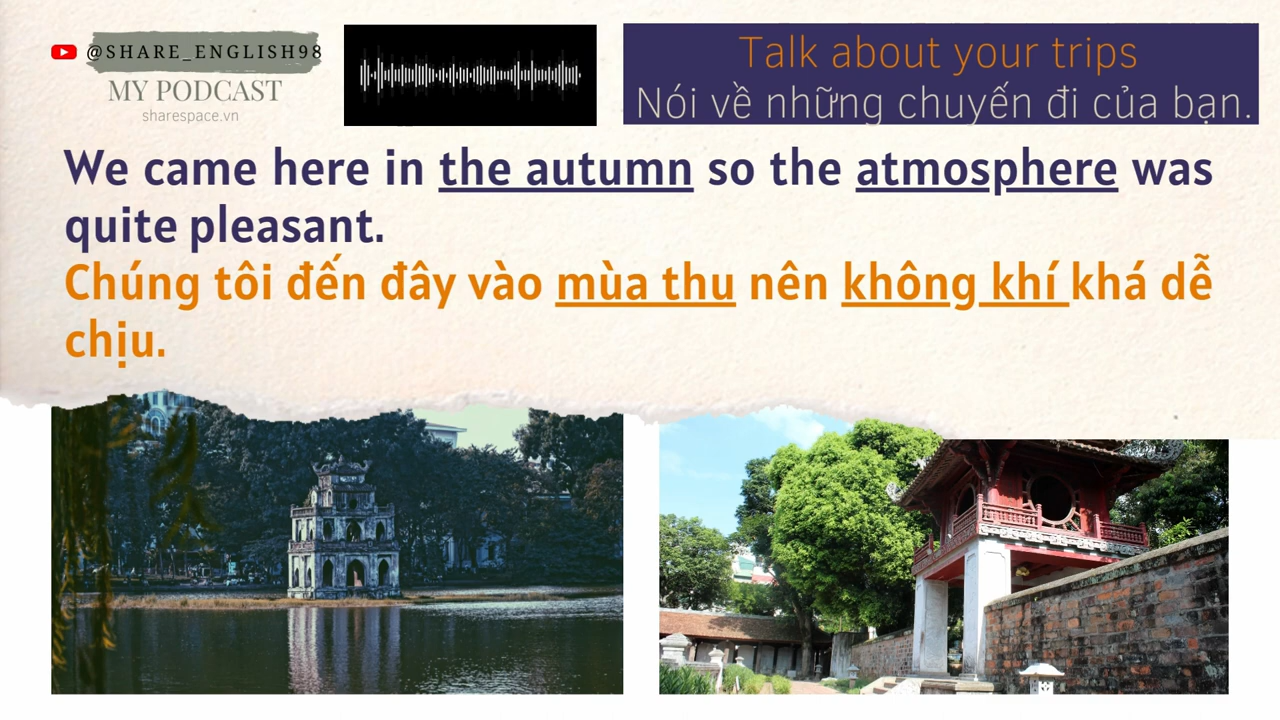 @SHARE_ENGLISH98
MY PODCAST
sharespace.vn
Talk about your trips
Nói về những chuyến đi của bạn.
We came here in the autumn so the atmosphere was
quite pleasant.
Chúng tôi đến đây vào mùa thu nên không khí khá dễ
chịu.